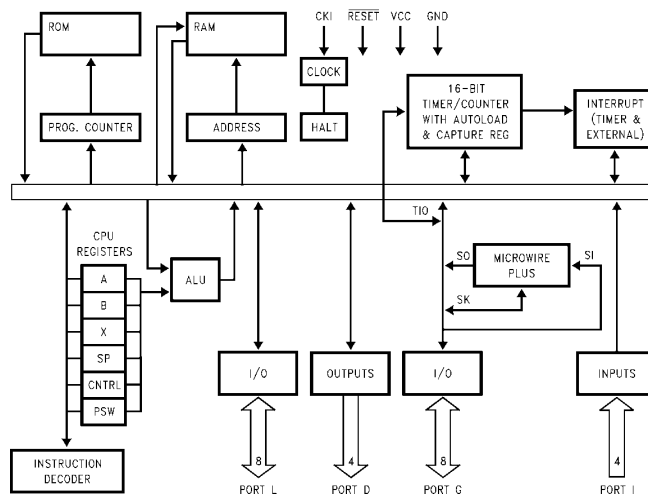 ROM
RAM
CKI
RESET
VCC
GND
CLOCK
HALT
PROG. COUNTER
ADDRESS
16-BIT
TIMER/COUNTER
WITH AUTOLOAD
& CAPTURE REG
INTERRUPT
(TIMER &
EXTERNAL)
TIO
CPU
REGISTERS
A
B
X
SP
CNTRL
PSW
ALU
SO
MICROWIRE
PLUS
SI
SK
I/O
OUTPUTS
I/O
INPUTS
INSTRUCTION
DECODER
8
4
8
4
PORT L
PORT D
PORT G
PORT I